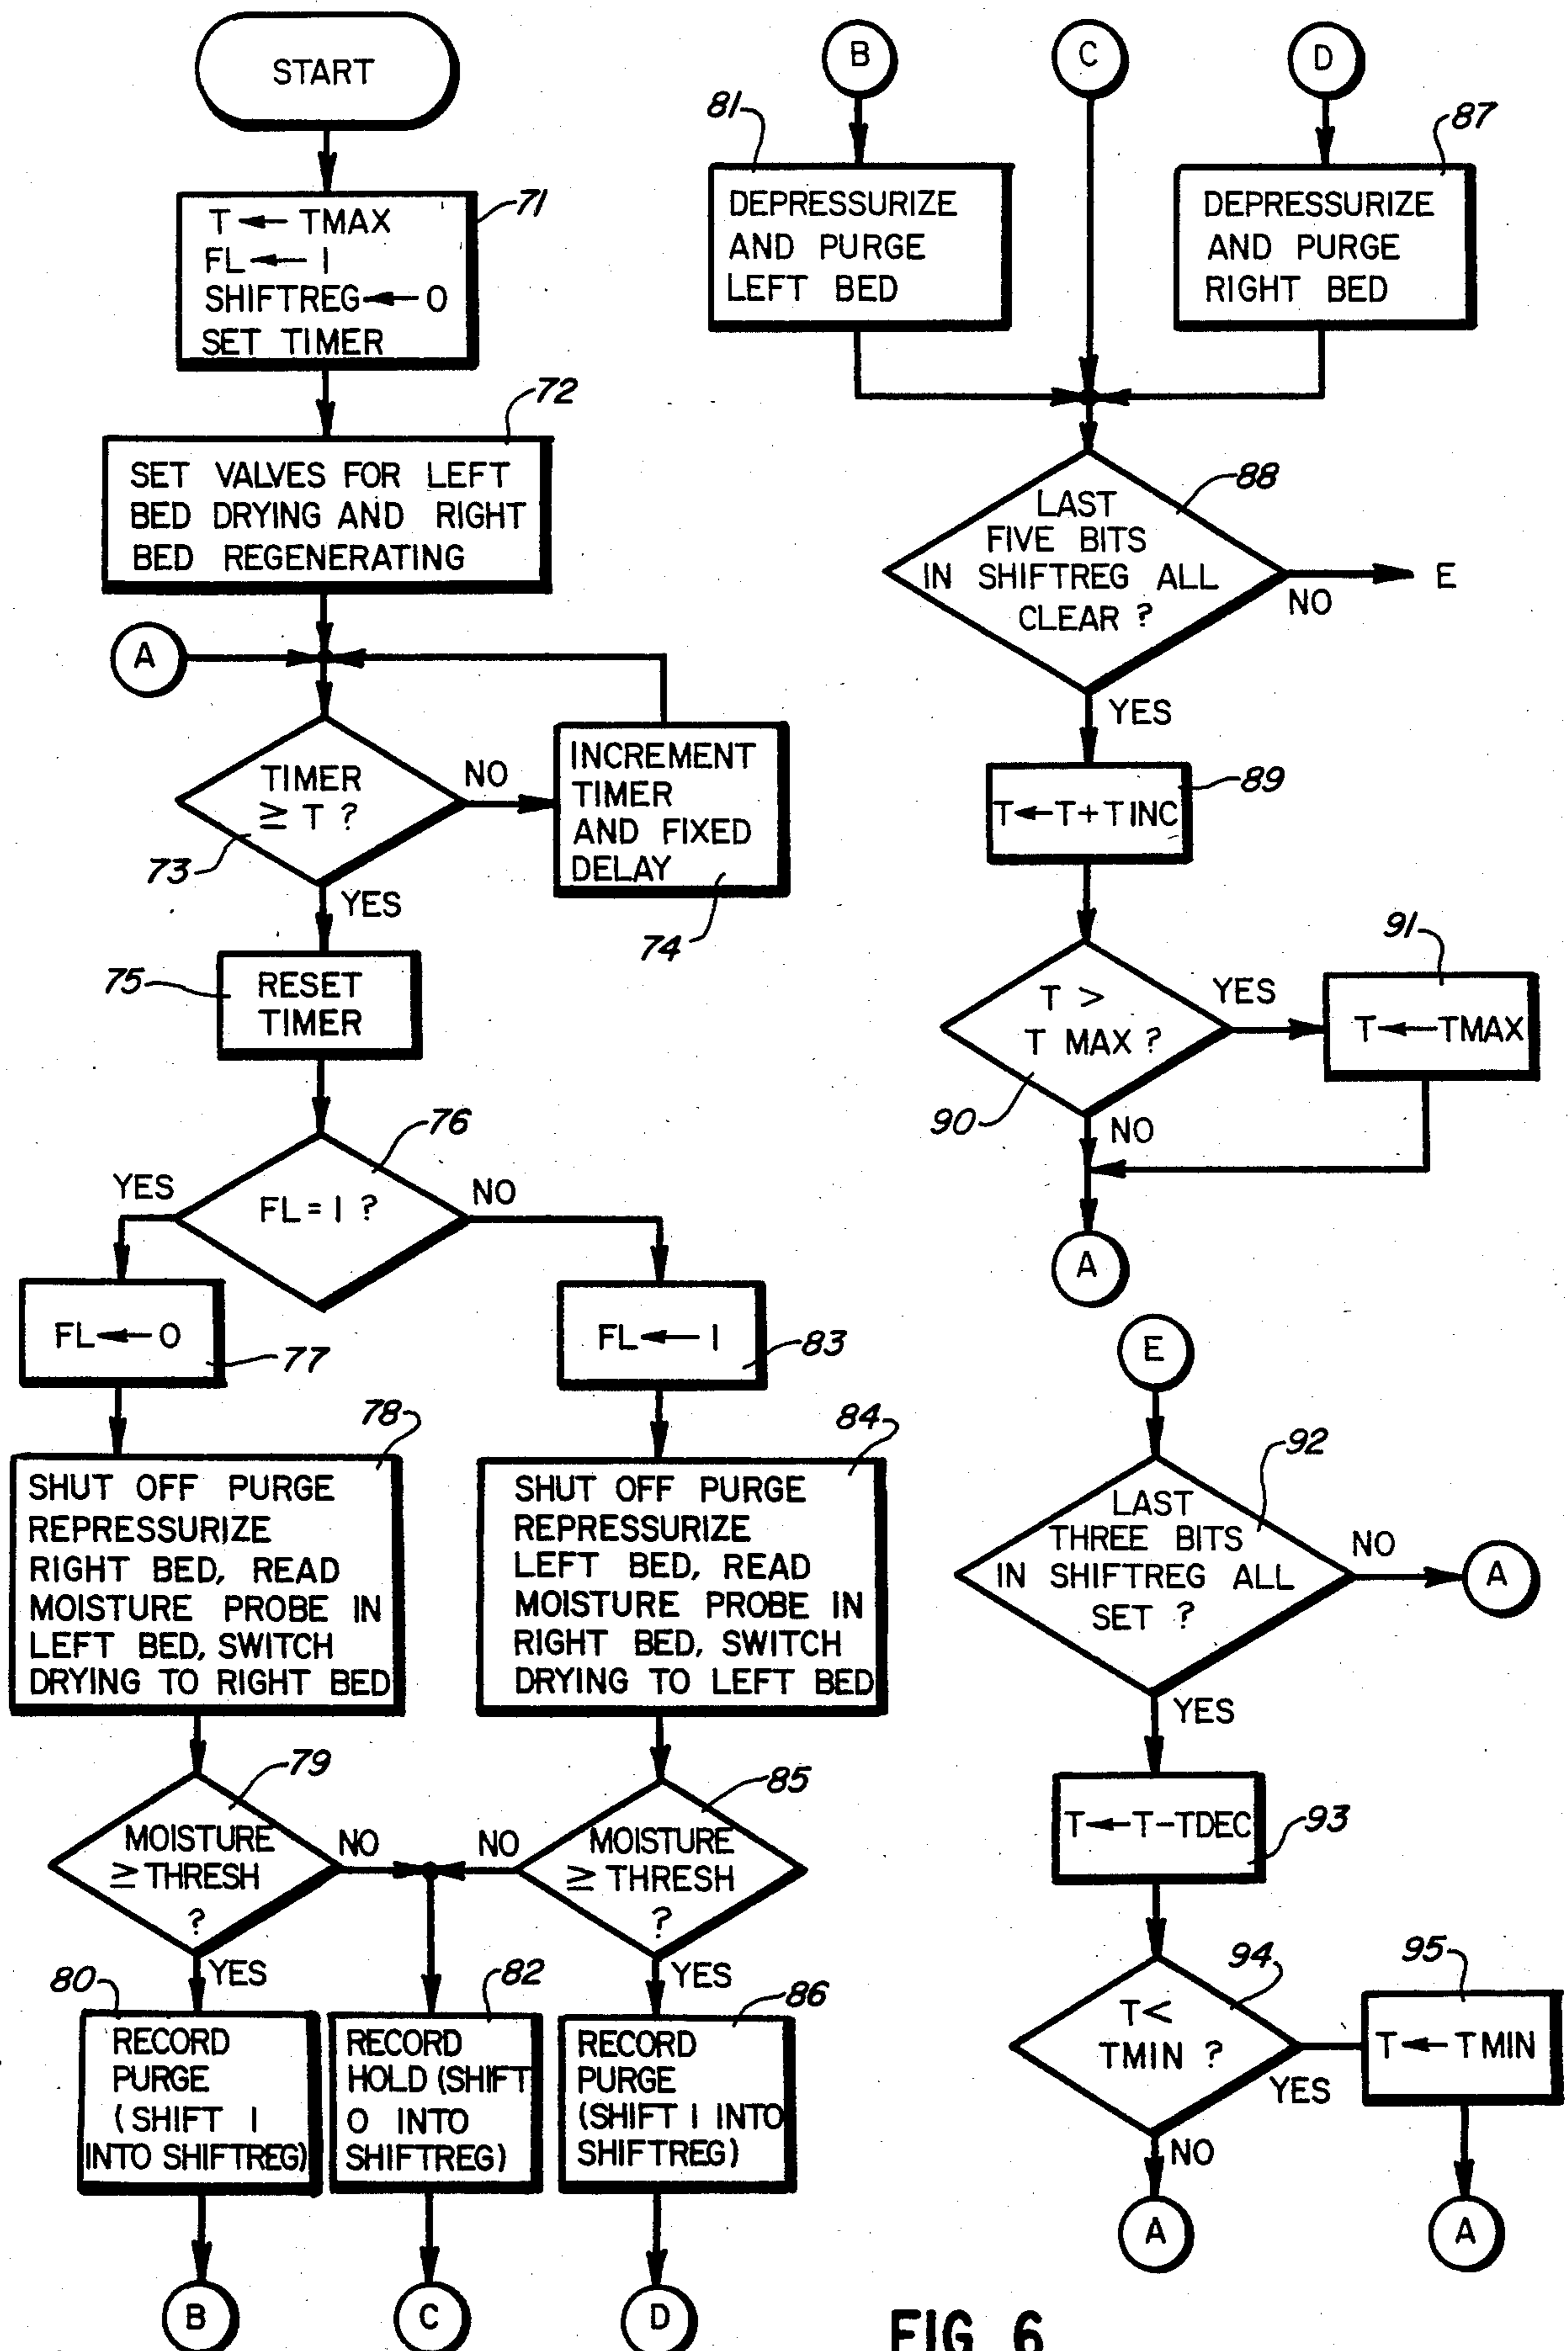 START
71
T ← TMAX
FL ← 1
SHIFTREG ← 0
SET TIMER
72
SET VALVES FOR LEFT
BED DRYING AND RIGHT
BED REGENERATING
A
TIMER
≥ T ?
73
NO
INCREMENT
TIMER
AND FIXED
DELAY
74
YES
75
RESET
TIMER
76
FL = 1 ?
YES
NO
FL ← 0
77
FL ← 1
83
78
SHUT OFF PURGE
REPRESSURIZE
RIGHT BED, READ
MOISTURE PROBE IN
LEFT BED, SWITCH
DRYING TO RIGHT BED
84
SHUT OFF PURGE
REPRESSURIZE
LEFT BED, READ
MOISTURE PROBE IN
RIGHT BED, SWITCH
DRYING TO LEFT BED
79
MOISTURE
≥ THRESH
?
NO
YES
85
MOISTURE
≥ THRESH
?
NO
YES
80
RECORD
PURGE
(SHIFT 1
INTO SHIFTREG)
82
RECORD
HOLD (SHIFT
0 INTO
SHIFTREG)
86
RECORD
PURGE
(SHIFT 1 INTO
SHIFTREG)
B
C
D
B
C
D
81
DEPRESSURIZE
AND PURGE
LEFT BED
87
DEPRESSURIZE
AND PURGE
RIGHT BED
88
LAST
FIVE BITS
IN SHIFTREG ALL
CLEAR ?
NO
E
YES
89
T ← T + TINC
90
T >
T MAX ?
YES
91
T ← TMAX
NO
A
E
92
LAST
THREE BITS
IN SHIFTREG ALL
SET ?
NO
A
YES
93
T ← T - TDEC
94
T <
TMIN ?
YES
95
T ← TMIN
NO
A
A
FIG 6